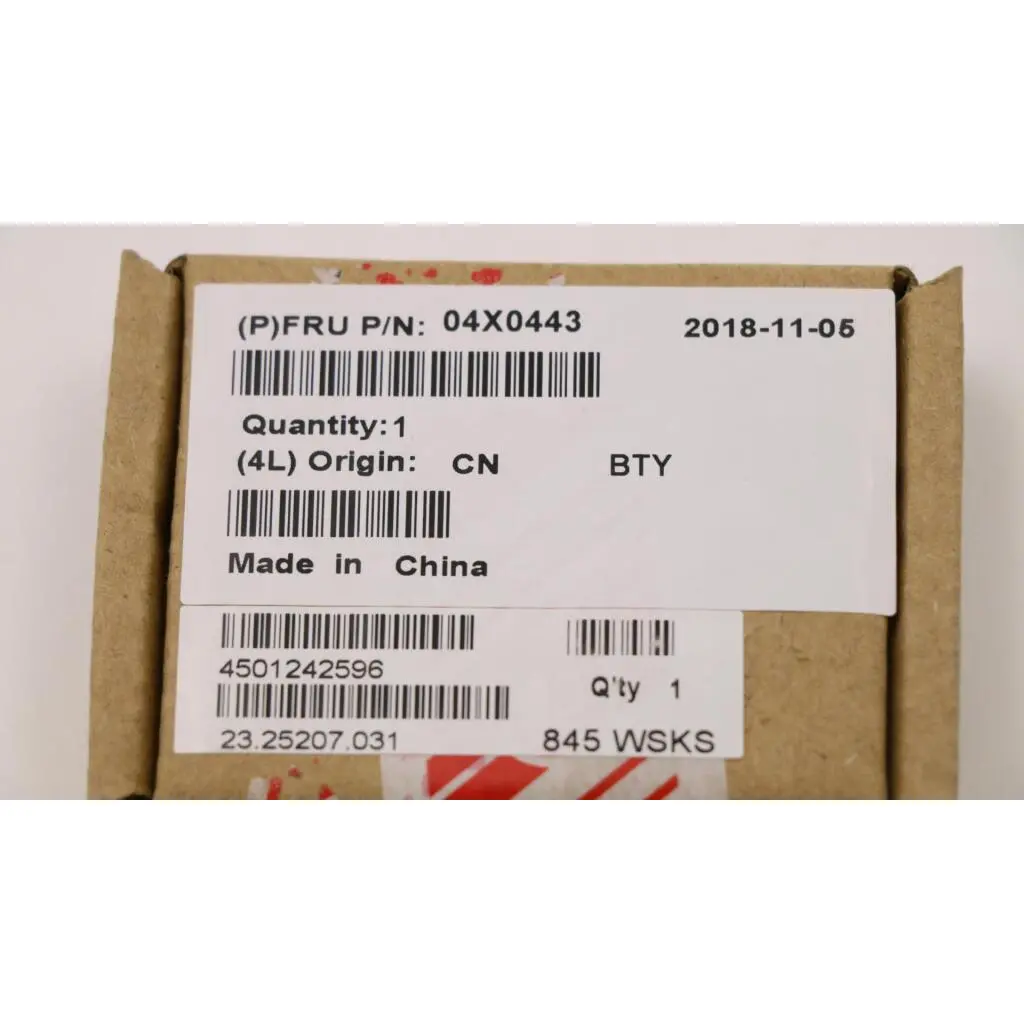 (P)FRU P/N: 04X0443 2018-11-05
Quantity:1
(4L) Origin: CN BTY
Made in China
4501242596
Q'ty 1
23.25207.031 845 WSKS